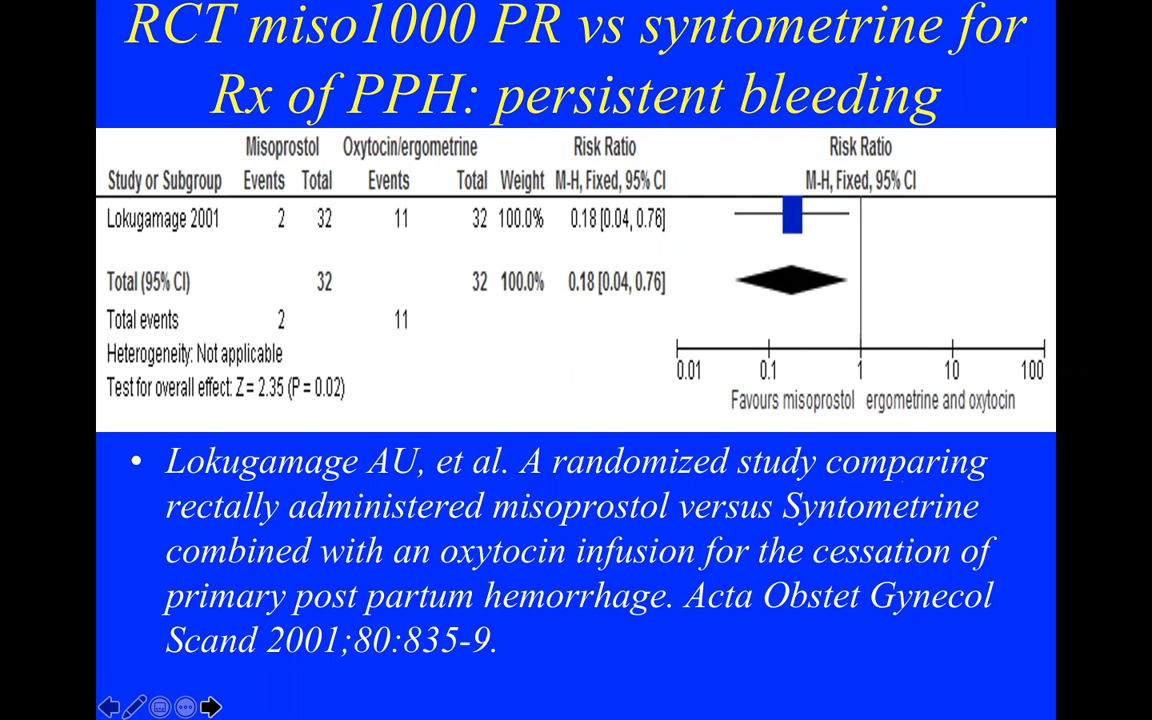 RCT miso1000 PR vs syntometrine for
Rx of PPH: persistent bleeding
Misoprostol Oxytocin/ergometrine Risk Ratio Risk Ratio
Study or Subgroup Events Total Events Total Weight M-H, Fixed, 95% CI M-H, Fixed, 95% CI
Lokugamage 2001 2 32 11 32 100.0% 0.18 [0.04, 0.76]
Total (95% CI) 32 32 100.0% 0.18 [0.04, 0.76]
Total events 2 11
Heterogeneity: Not applicable
Test for overall effect: Z = 2.35 (P = 0.02)
0.01 0.1 1 10 100
Favours misoprostol ergometrine and oxytocin
• Lokugamage AU, et al. A randomized study comparing
rectally administered misoprostol versus Syntometrine
combined with an oxytocin infusion for the cessation of
primary post partum hemorrhage. Acta Obstet Gynecol
Scand 2001;80:835-9.